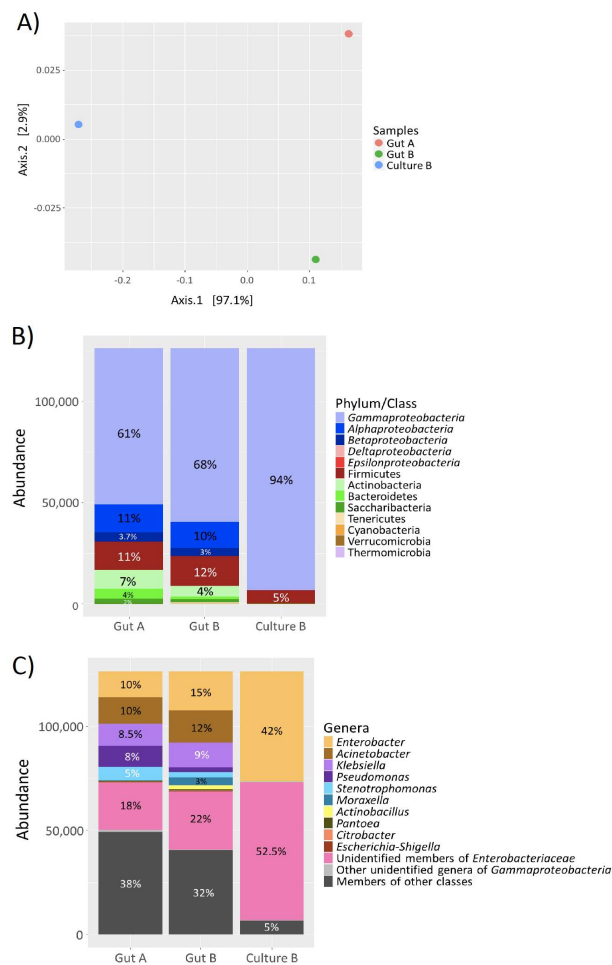 A)
0.025
0.000
-0.025
Axis.2 [2.9%]
-0.2
-0.1
0.0
0.1
Axis.1 [97.1%]
Samples
Gut A
Gut B
Culture B
B)
100,000
50,000
0
Abundance
61%
11%
3.7%
11%
7%
4%
2%
68%
10%
3%
12%
4%
94%
5%
Gut A
Gut B
Culture B
Phylum/Class
Gammaproteobacteria
Alphaproteobacteria
Betaproteobacteria
Deltaproteobacteria
Epsilonproteobacteria
Firmicutes
Actinobacteria
Bacteroidetes
Saccharibacteria
Tenericutes
Cyanobacteria
Verrucomicrobia
Thermomicrobia
C)
100,000
50,000
0
Abundance
10%
10%
8.5%
8%
5%
18%
38%
15%
12%
9%
3%
22%
32%
42%
52.5%
5%
Gut A
Gut B
Culture B
Genera
Enterobacter
Acinetobacter
Klebsiella
Pseudomonas
Stenotrophomonas
Moraxella
Actinobacillus
Pantoea
Citrobacter
Escherichia-Shigella
Unidentified members of Enterobacteriaceae
Other unidentified genera of Gammaproteobacteria
Members of other classes